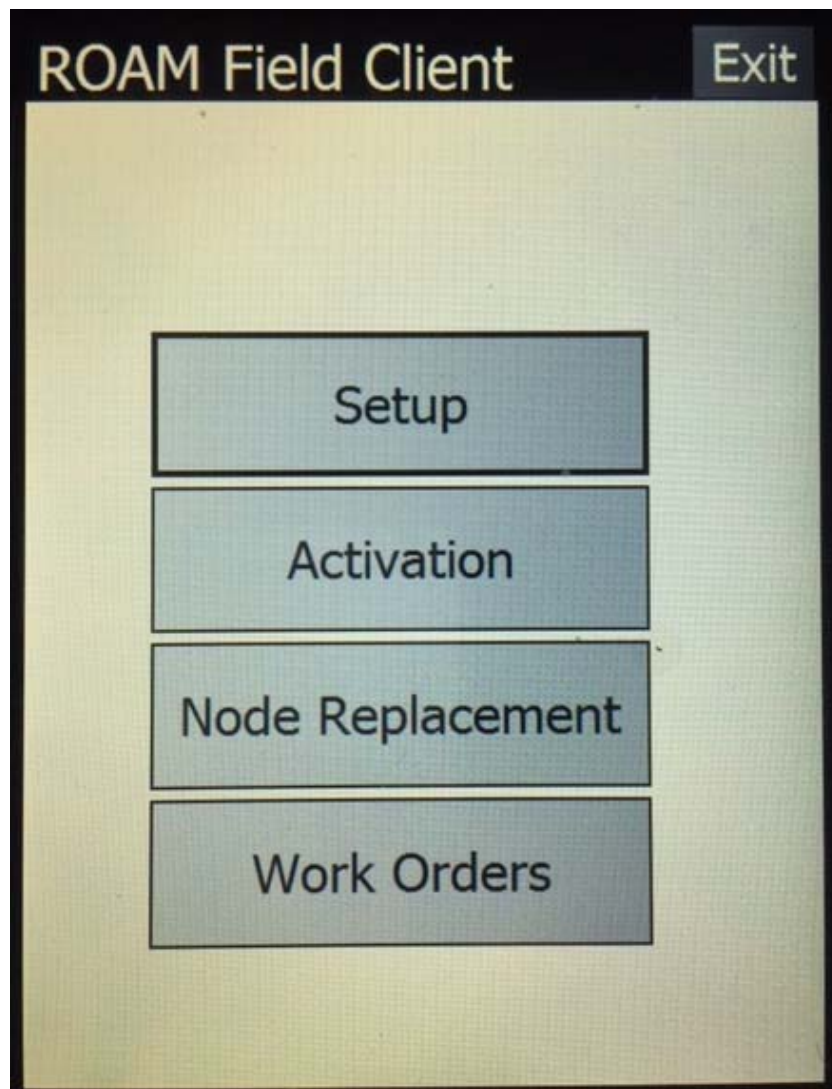 ROAM Field Client Exit
Setup
Activation
Node Replacement
Work Orders